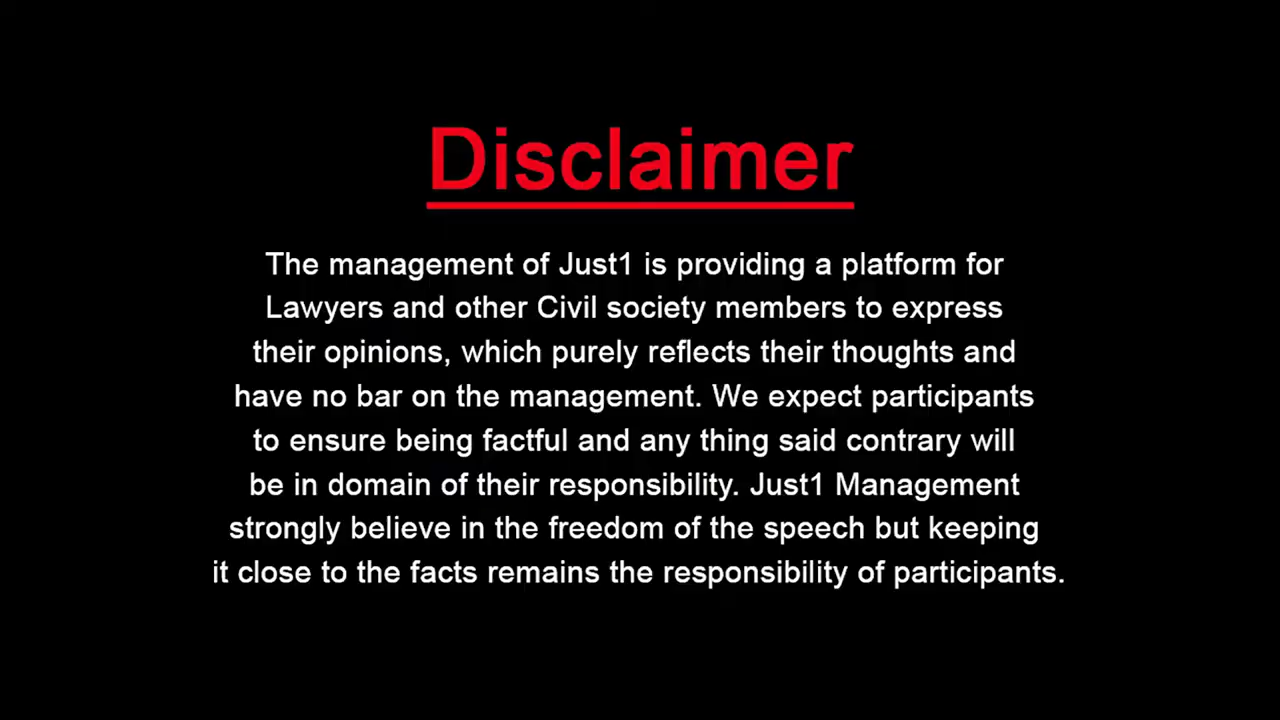 Disclaimer
The management of Just1 is providing a platform for
Lawyers and other Civil society members to express
their opinions, which purely reflects their thoughts and
have no bar on the management. We expect participants
to ensure being factful and any thing said contrary will
be in domain of their responsibility. Just1 Management
strongly believe in the freedom of the speech but keeping
it close to the facts remains the responsibility of participants.